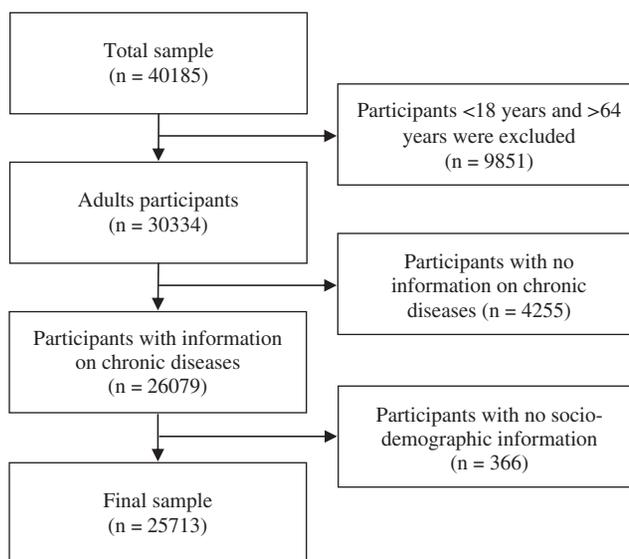 Total sample
(n = 40185)
Participants <18 years and >64
years were excluded
(n = 9851)
Adults participants
(n = 30334)
Participants with no
information on chronic
diseases (n = 4255)
Participants with information
on chronic diseases
(n = 26079)
Participants with no socio-
demographic information
(n = 366)
Final sample
(n = 25713)